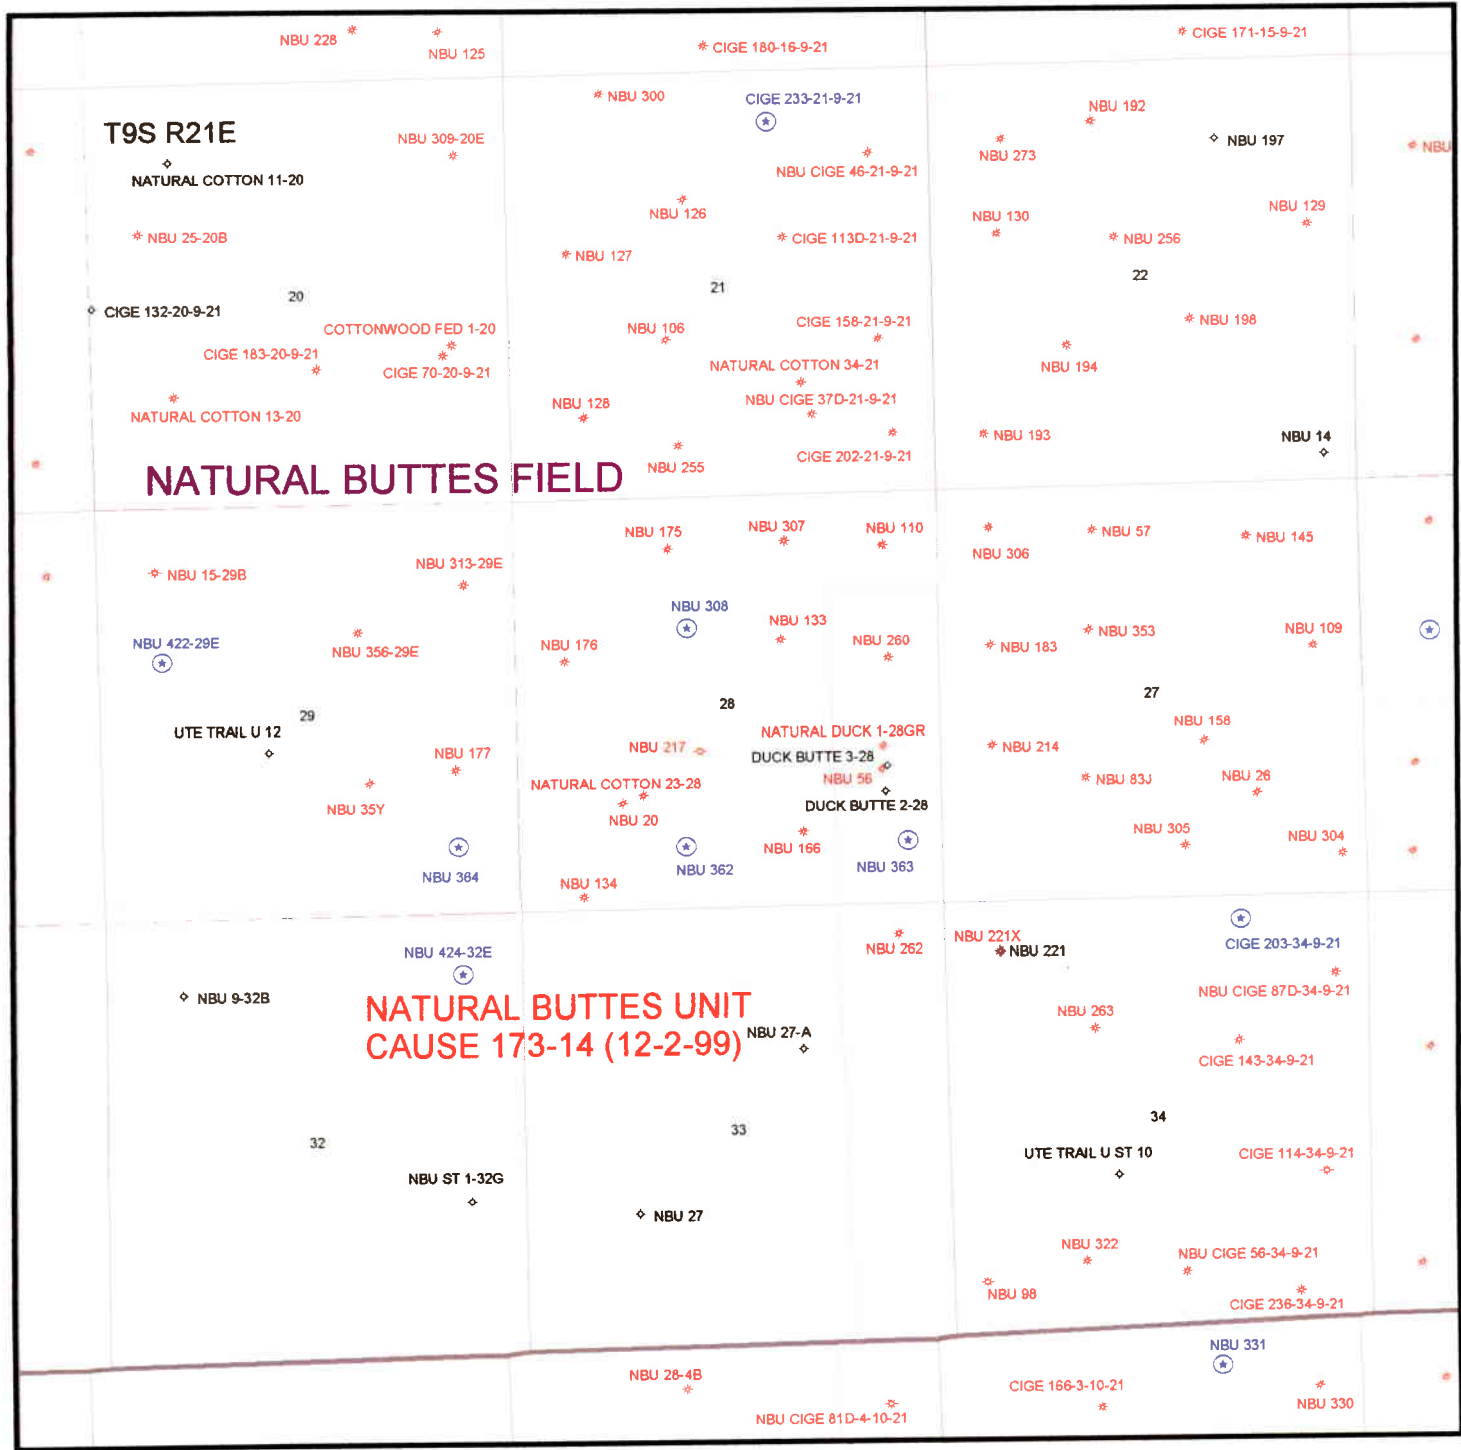 NBU 228
NBU 125
CIGE 180-16-9-21
CIGE 171-15-9-21
NBU 300
CIGE 233-21-9-21
NBU 192
T9S R21E
NBU 309-20E
NBU 197
NBU
NBU 273
NATURAL COTTON 11-20
NBU CIGE 46-21-9-21
NBU 126
NBU 130
NBU 129
NBU 25-20B
CIGE 113D-21-9-21
NBU 256
NBU 127
22
20
21
CIGE 132-20-9-21
COTTONWOOD FED 1-20
NBU 106
CIGE 158-21-9-21
NBU 198
CIGE 183-20-9-21
CIGE 70-20-9-21
NATURAL COTTON 34-21
NBU 194
NATURAL COTTON 13-20
NBU 128
NBU CIGE 37D-21-9-21
NBU 193
NBU 14
CIGE 202-21-9-21
NBU 255
NATURAL BUTTES FIELD
NBU 175
NBU 307
NBU 110
NBU 57
NBU 145
NBU 306
NBU 15-29B
NBU 313-29E
NBU 308
NBU 133
NBU 353
NBU 109
NBU 422-29E
NBU 356-29E
NBU 176
NBU 260
NBU 183
27
28
29
NBU 158
UTE TRAIL U 12
NATURAL DUCK 1-28GR
NBU 217
NBU 214
NBU 177
DUCK BUTTE 3-28
NBU 56
NBU 83J
NBU 26
NATURAL COTTON 23-28
DUCK BUTTE 2-28
NBU 35Y
NBU 20
NBU 305
NBU 304
NBU 166
NBU 364
NBU 362
NBU 363
NBU 134
NBU 424-32E
NBU 262
NBU 221X
NBU 221
CIGE 203-34-9-21
NBU 9-32B
NATURAL BUTTES UNIT
CAUSE 173-14 (12-2-99)
NBU CIGE 87D-34-9-21
NBU 263
NBU 27-A
CIGE 143-34-9-21
34
33
32
UTE TRAIL U ST 10
CIGE 114-34-9-21
NBU ST 1-32G
NBU 27
NBU 322
NBU CIGE 56-34-9-21
NBU 98
CIGE 236-34-9-21
NBU 331
NBU 28-4B
CIGE 166-3-10-21
NBU 330
NBU CIGE 81D-4-10-21